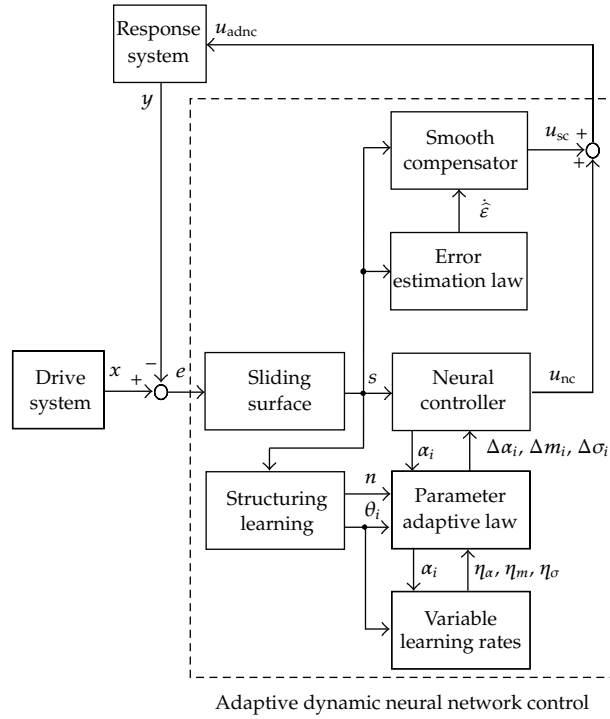 Response
system
u_adnc
y
Smooth
compensator
u_sc
+
+
ε̂̇
Error
estimation law
Drive
system
x
+
−
e
Sliding
surface
s
Neural
controller
u_nc
α_i
Δα_i, Δm_i, Δσ_i
Structuring
learning
n
θ_i
Parameter
adaptive law
α_i
η_α, η_m, η_σ
Variable
learning rates
Adaptive dynamic neural network control